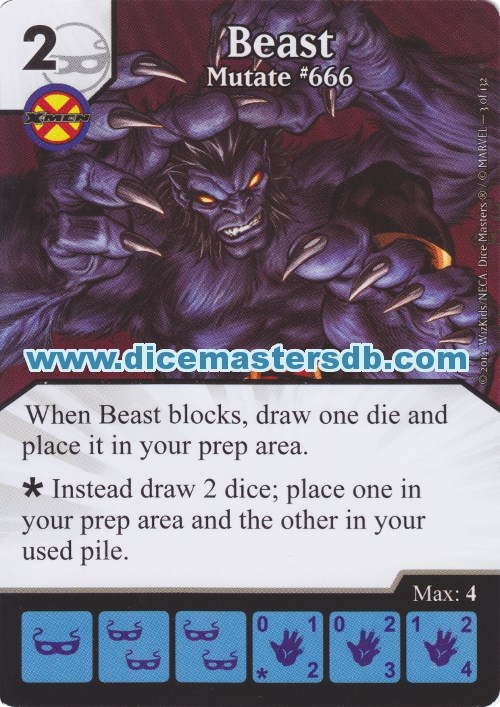 2
Beast
Mutate #666
X-MEN
© 2014 WizKids/NECA. Dice Masters ® / © MARVEL — 3 of 132
www.dicemastersdb.com
When Beast blocks, draw one die and
place it in your prep area.
* Instead draw 2 dice; place one in
your prep area and the other in your
used pile.
Max: 4
0 1 0 2 1 2
* 2 3 4